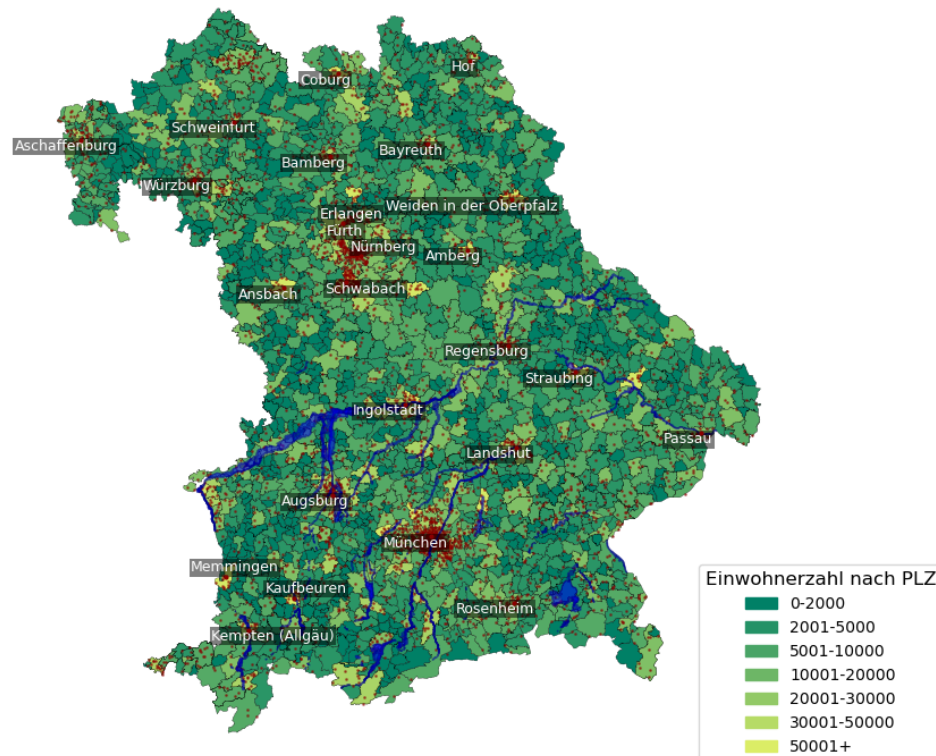 Coburg
Hof
Schweinfurt
Aschaffenburg
Bamberg
Bayreuth
Würzburg
Weiden in der Oberpfalz
Erlangen
Fürth
Nürnberg
Amberg
Ansbach
Schwabach
Regensburg
Straubing
Ingolstadt
Passau
Landshut
Augsburg
München
Memmingen
Kaufbeuren
Rosenheim
Kempten (Allgäu)
Einwohnerzahl nach PLZ
0-2000
2001-5000
5001-10000
10001-20000
20001-30000
30001-50000
50001+